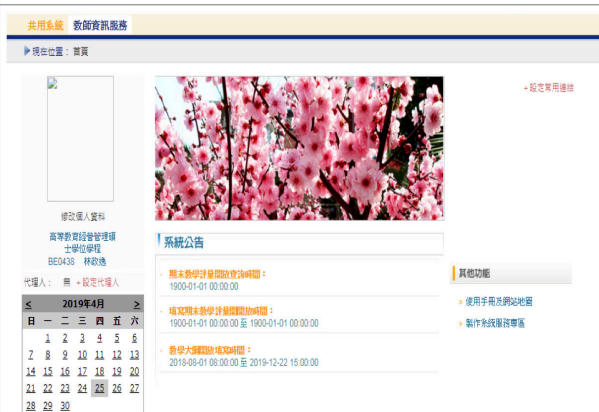 共用系統 教師資訊服務
現在位置： 首頁
+設定常用連結
修改個人資料
高等教育經營管理碩
士學位學程
BE0438 林政逸
代理人： 無 +設定代理人
≤ 2019年4月 ≥
日 一 二 三 四 五 六
1 2 3 4 5 6
7 8 9 10 11 12 13
14 15 16 17 18 19 20
21 22 23 24 25 26 27
28 29 30
系統公告
期末教學評量開放查詢時間：
1900-01-01 00:00:00
填寫期末教學評量開放時間：
1900-01-01 00:00:00 至 1900-01-01 00:00:00
教學大綱開放填寫時間：
2018-08-01 08:00:00 至 2019-12-22 15:00:00
其他功能
» 使用手冊及網站地圖
» 製作系統服務專區